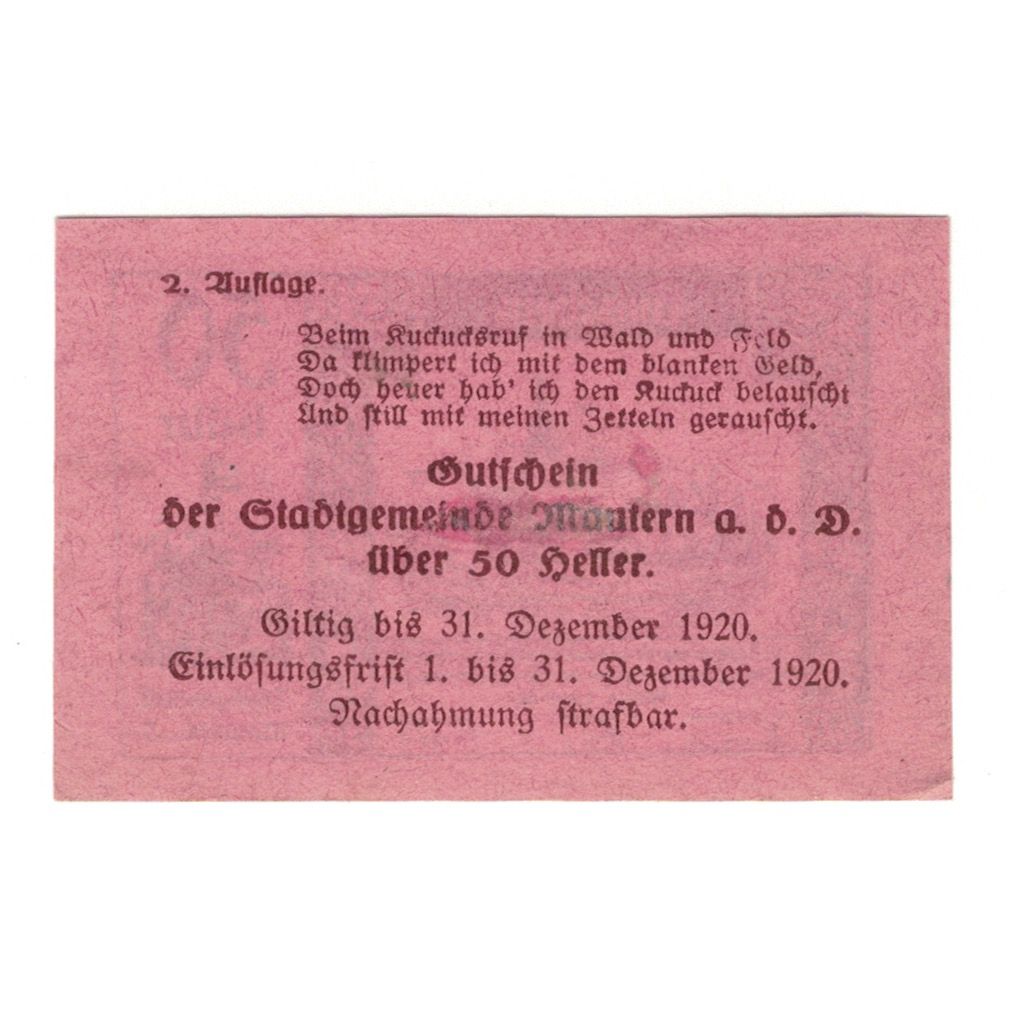 2. Auflage.
Beim Kuckucksruf in Wald und Feld
Da klimpert ich mit dem blanken Geld,
Doch heuer hab' ich den Kuckuck belauscht
Und still mit meinen Zetteln gerauscht.
Gutschein
der Stadtgemeinde Mautern a. d. D.
über 50 Heller.
Giltig bis 31. Dezember 1920.
Einlösungsfrist 1. bis 31. Dezember 1920.
Nachahmung strafbar.